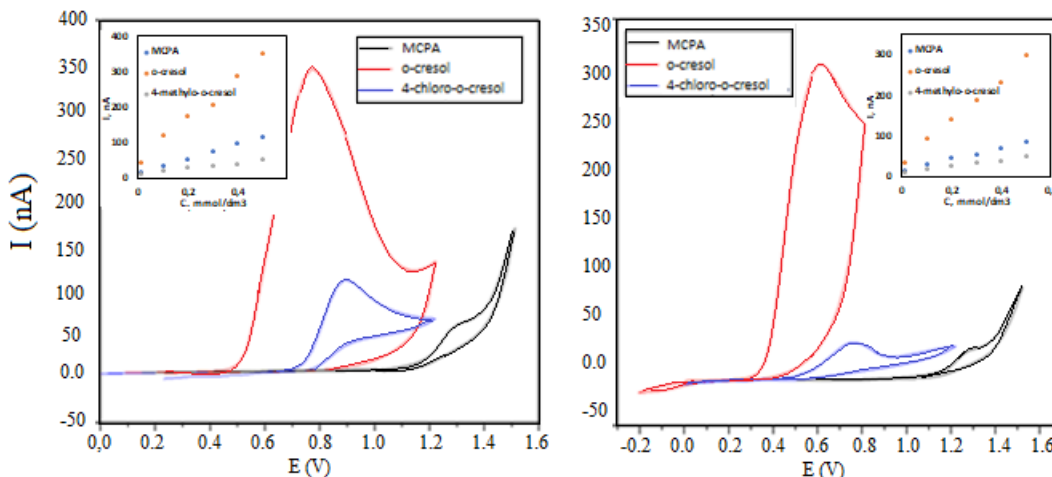 400
350
300
250
200
150
100
50
0.0
-50
I (nA)
0,0
0.2
0.4
0.6
0.8
1.0
1.2
1.4
1.6
E (V)
MCPA
o-cresol
4-chloro-o-cresol
400
300
200
100
0
I, nA
MCPA
o-cresol
4-methylo-o-cresol
0
0,2
0,4
0,
C, mmol/dm3
350
300
250
200
150
100
50
0.0
-50
-0.2
0.0
0.2
0.4
0.6
0.8
1.0
1.2
1.4
1.6
E (V)
MCPA
o-cresol
4-chloro-o-cresol
300
200
100
0
I, nA
MCPA
o-cresol
4-methylo-o-cresol
0
0,2
0,4
0,
C, mmol/dm3